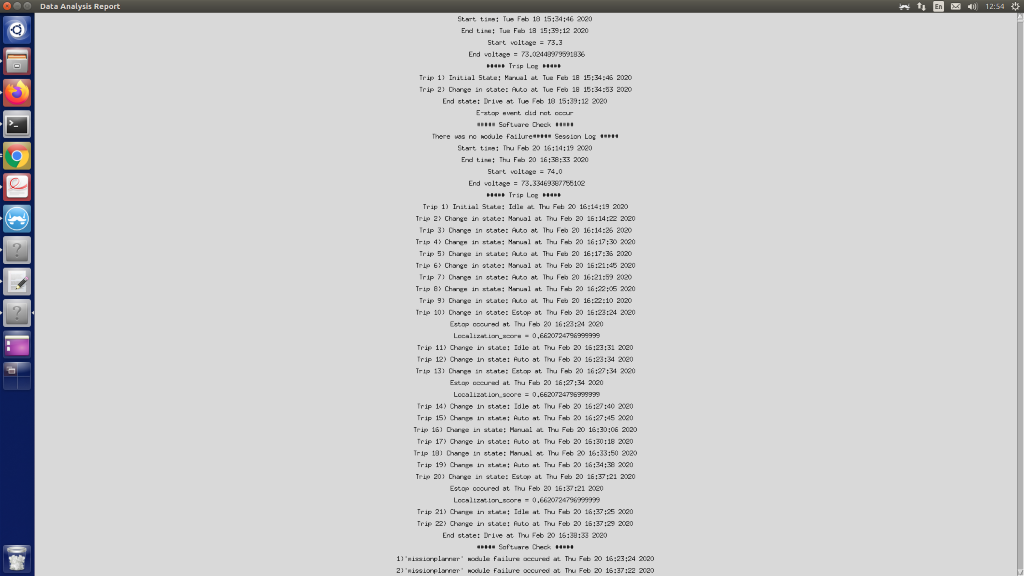 Data Analysis Report
En
12:54
Start time: Tue Feb 18 15:34:46 2020
End time: Tue Feb 18 15:39:12 2020
Start voltage = 73.3
End voltage = 73.02448979591836
***** Trip Log *****
Trip 1) Initial State: Manual at Tue Feb 18 15:34:46 2020
Trip 2) Change in state: Auto at Tue Feb 18 15:34:53 2020
End state: Drive at Tue Feb 18 15:39:12 2020
E-stop event did not occur
***** Software Check *****
There was no module failure***** Session Log *****
Start time: Thu Feb 20 16:14:19 2020
End time: Thu Feb 20 16:38:33 2020
Start voltage = 74.0
End voltage = 73.33469387755102
***** Trip Log *****
Trip 1) Initial State: Idle at Thu Feb 20 16:14:19 2020
Trip 2) Change in state: Manual at Thu Feb 20 16:14:22 2020
Trip 3) Change in state: Auto at Thu Feb 20 16:14:26 2020
Trip 4) Change in state: Manual at Thu Feb 20 16:17:30 2020
Trip 5) Change in state: Auto at Thu Feb 20 16:17:36 2020
Trip 6) Change in state: Manual at Thu Feb 20 16:21:45 2020
Trip 7) Change in state: Auto at Thu Feb 20 16:21:59 2020
Trip 8) Change in state: Manual at Thu Feb 20 16:22:05 2020
Trip 9) Change in state: Auto at Thu Feb 20 16:22:10 2020
Trip 10) Change in state: Estop at Thu Feb 20 16:23:24 2020
Estop occured at Thu Feb 20 16:23:24 2020
Localization_score = 0.6620724796999999
Trip 11) Change in state: Idle at Thu Feb 20 16:23:31 2020
Trip 12) Change in state: Auto at Thu Feb 20 16:23:34 2020
Trip 13) Change in state: Estop at Thu Feb 20 16:27:34 2020
Estop occured at Thu Feb 20 16:27:34 2020
Localization_score = 0.6620724796999999
Trip 14) Change in state: Idle at Thu Feb 20 16:27:40 2020
Trip 15) Change in state: Auto at Thu Feb 20 16:27:45 2020
Trip 16) Change in state: Manual at Thu Feb 20 16:30:06 2020
Trip 17) Change in state: Auto at Thu Feb 20 16:30:18 2020
Trip 18) Change in state: Manual at Thu Feb 20 16:33:50 2020
Trip 19) Change in state: Auto at Thu Feb 20 16:34:38 2020
Trip 20) Change in state: Estop at Thu Feb 20 16:37:21 2020
Estop occured at Thu Feb 20 16:37:21 2020
Localization_score = 0.6620724796999999
Trip 21) Change in state: Idle at Thu Feb 20 16:37:25 2020
Trip 22) Change in state: Auto at Thu Feb 20 16:37:29 2020
End state: Drive at Thu Feb 20 16:38:33 2020
***** Software Check *****
1)'missionplanner' module failure occured at Thu Feb 20 16:23:24 2020
2)'missionplanner' module failure occured at Thu Feb 20 16:37:22 2020